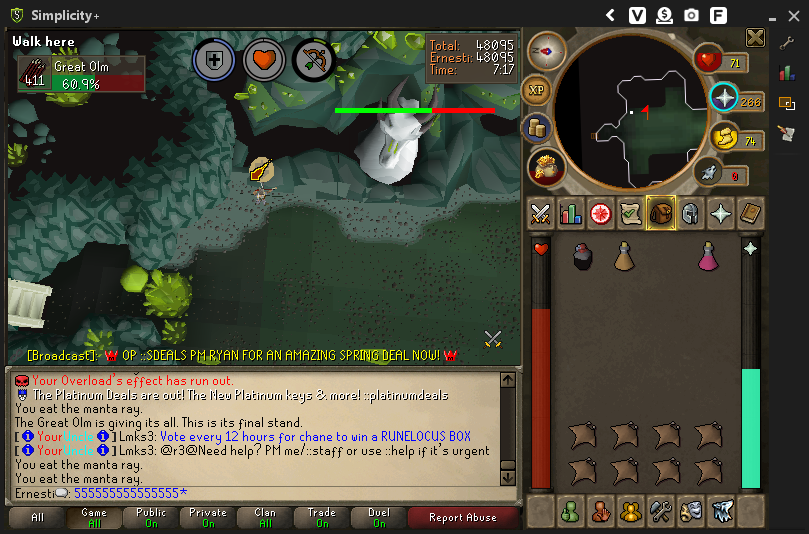 Simplicity+
V
F
Walk here
Great Olm
411
60.9%
Total: 48095
Ernesti: 48095
Time: 7:17
71
XP
266
74
0
[Broadcast]: OP ::SDEALS PM RYAN FOR AN AMAZING SPRING DEAL NOW!
Your Overload's effect has run out.
The Platinum Deals are out! The New Platinum keys & more! ::platinumdeals
You eat the manta ray.
The Great Olm is giving its all. This is its final stand.
Lmks3: Vote every 12 hours for chane to win a RUNELOCUS BOX
Lmks3: @r3@Need help? PM me/::staff or use ::help if it's urgent
You eat the manta ray.
You eat the manta ray.
Ernesti: 555555555555555*
All
Game
All
Public
On
Private
On
Clan
All
Trade
On
Duel
On
Report Abuse